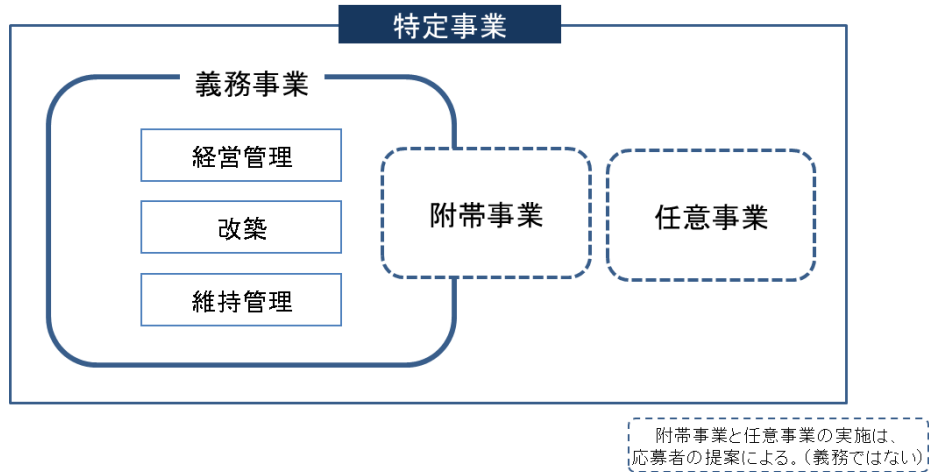 特定事業
義務事業
経営管理
改築
維持管理
附帯事業
任意事業
附帯事業と任意事業の実施は、
応募者の提案による。(義務ではない)